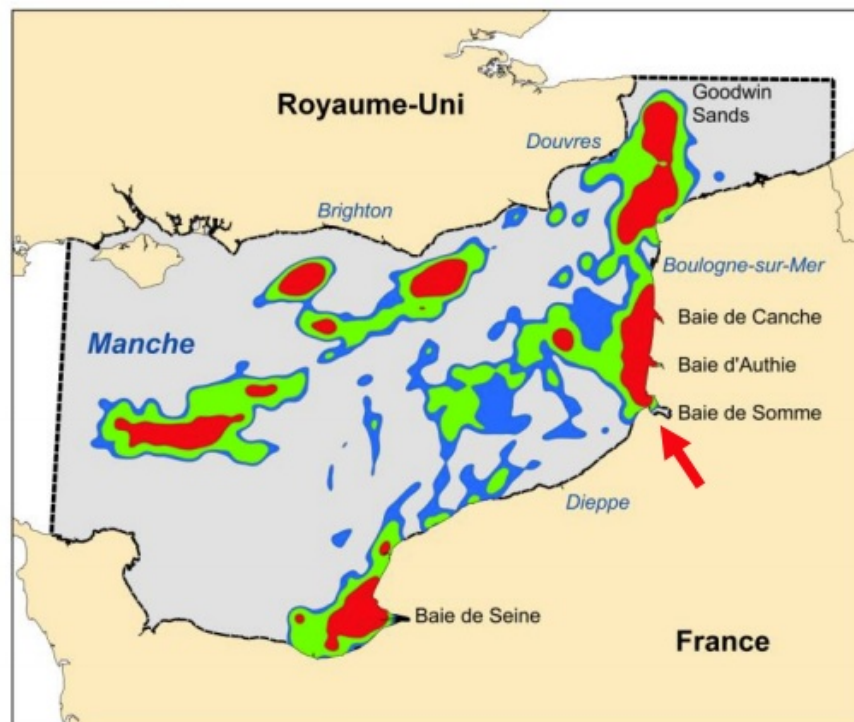 Royaume-Uni
Goodwin
Sands
Douvres
Brighton
Boulogne-sur-Mer
Baie de Canche
Manche
Baie d'Authie
Baie de Somme
Dieppe
Baie de Seine
France